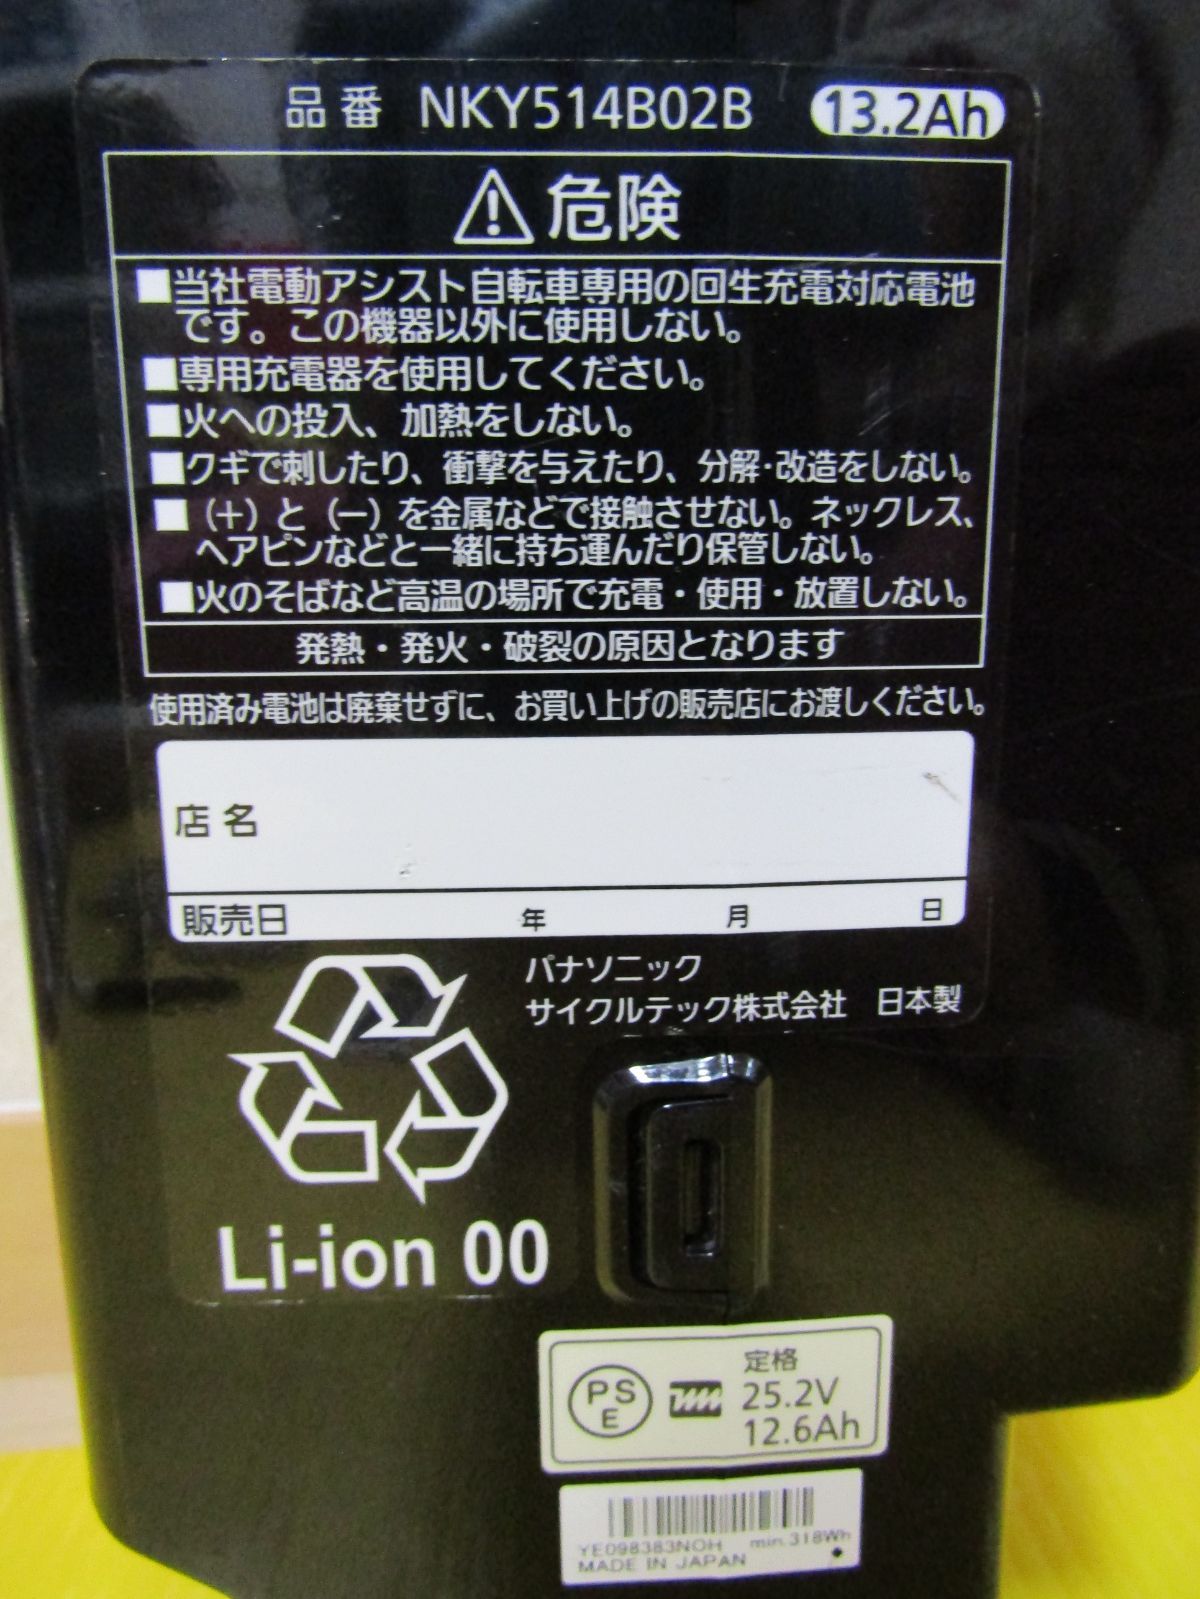 品番 NKY514B02B 13.2Ah
危険
■当社電動アシスト自転車専用の回生充電対応電池
です。この機器以外に使用しない。
■専用充電器を使用してください。
■火への投入、加熱をしない。
■クギで刺したり、衝撃を与えたり、分解・改造をしない。
■(+)と(−)を金属などで接触させない。ネックレス、
ヘアピンなどと一緒に持ち運んだり保管しない。
■火のそばなど高温の場所で充電・使用・放置しない。
発熱・発火・破裂の原因となります
使用済み電池は廃棄せずに、お買い上げの販売店にお渡しください。
店名
販売日 年 月 日
パナソニック
サイクルテック株式会社 日本製
Li-ion 00
PS
E
定格
25.2V
12.6Ah
YE098383NOH min.318Wh
MADE IN JAPAN